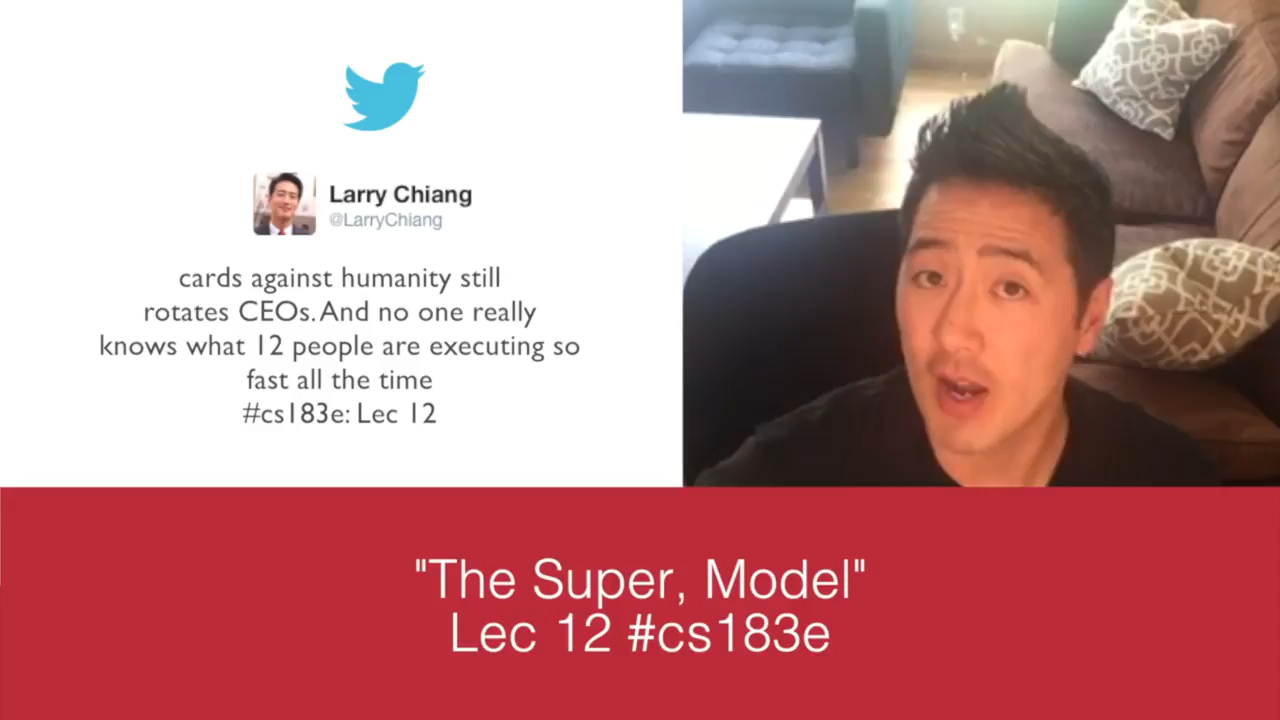 Larry Chiang
@LarryChiang
cards against humanity still
rotates CEOs. And no one really
knows what 12 people are executing so
fast all the time
#cs183e: Lec 12
"The Super, Model"
Lec 12 #cs183e